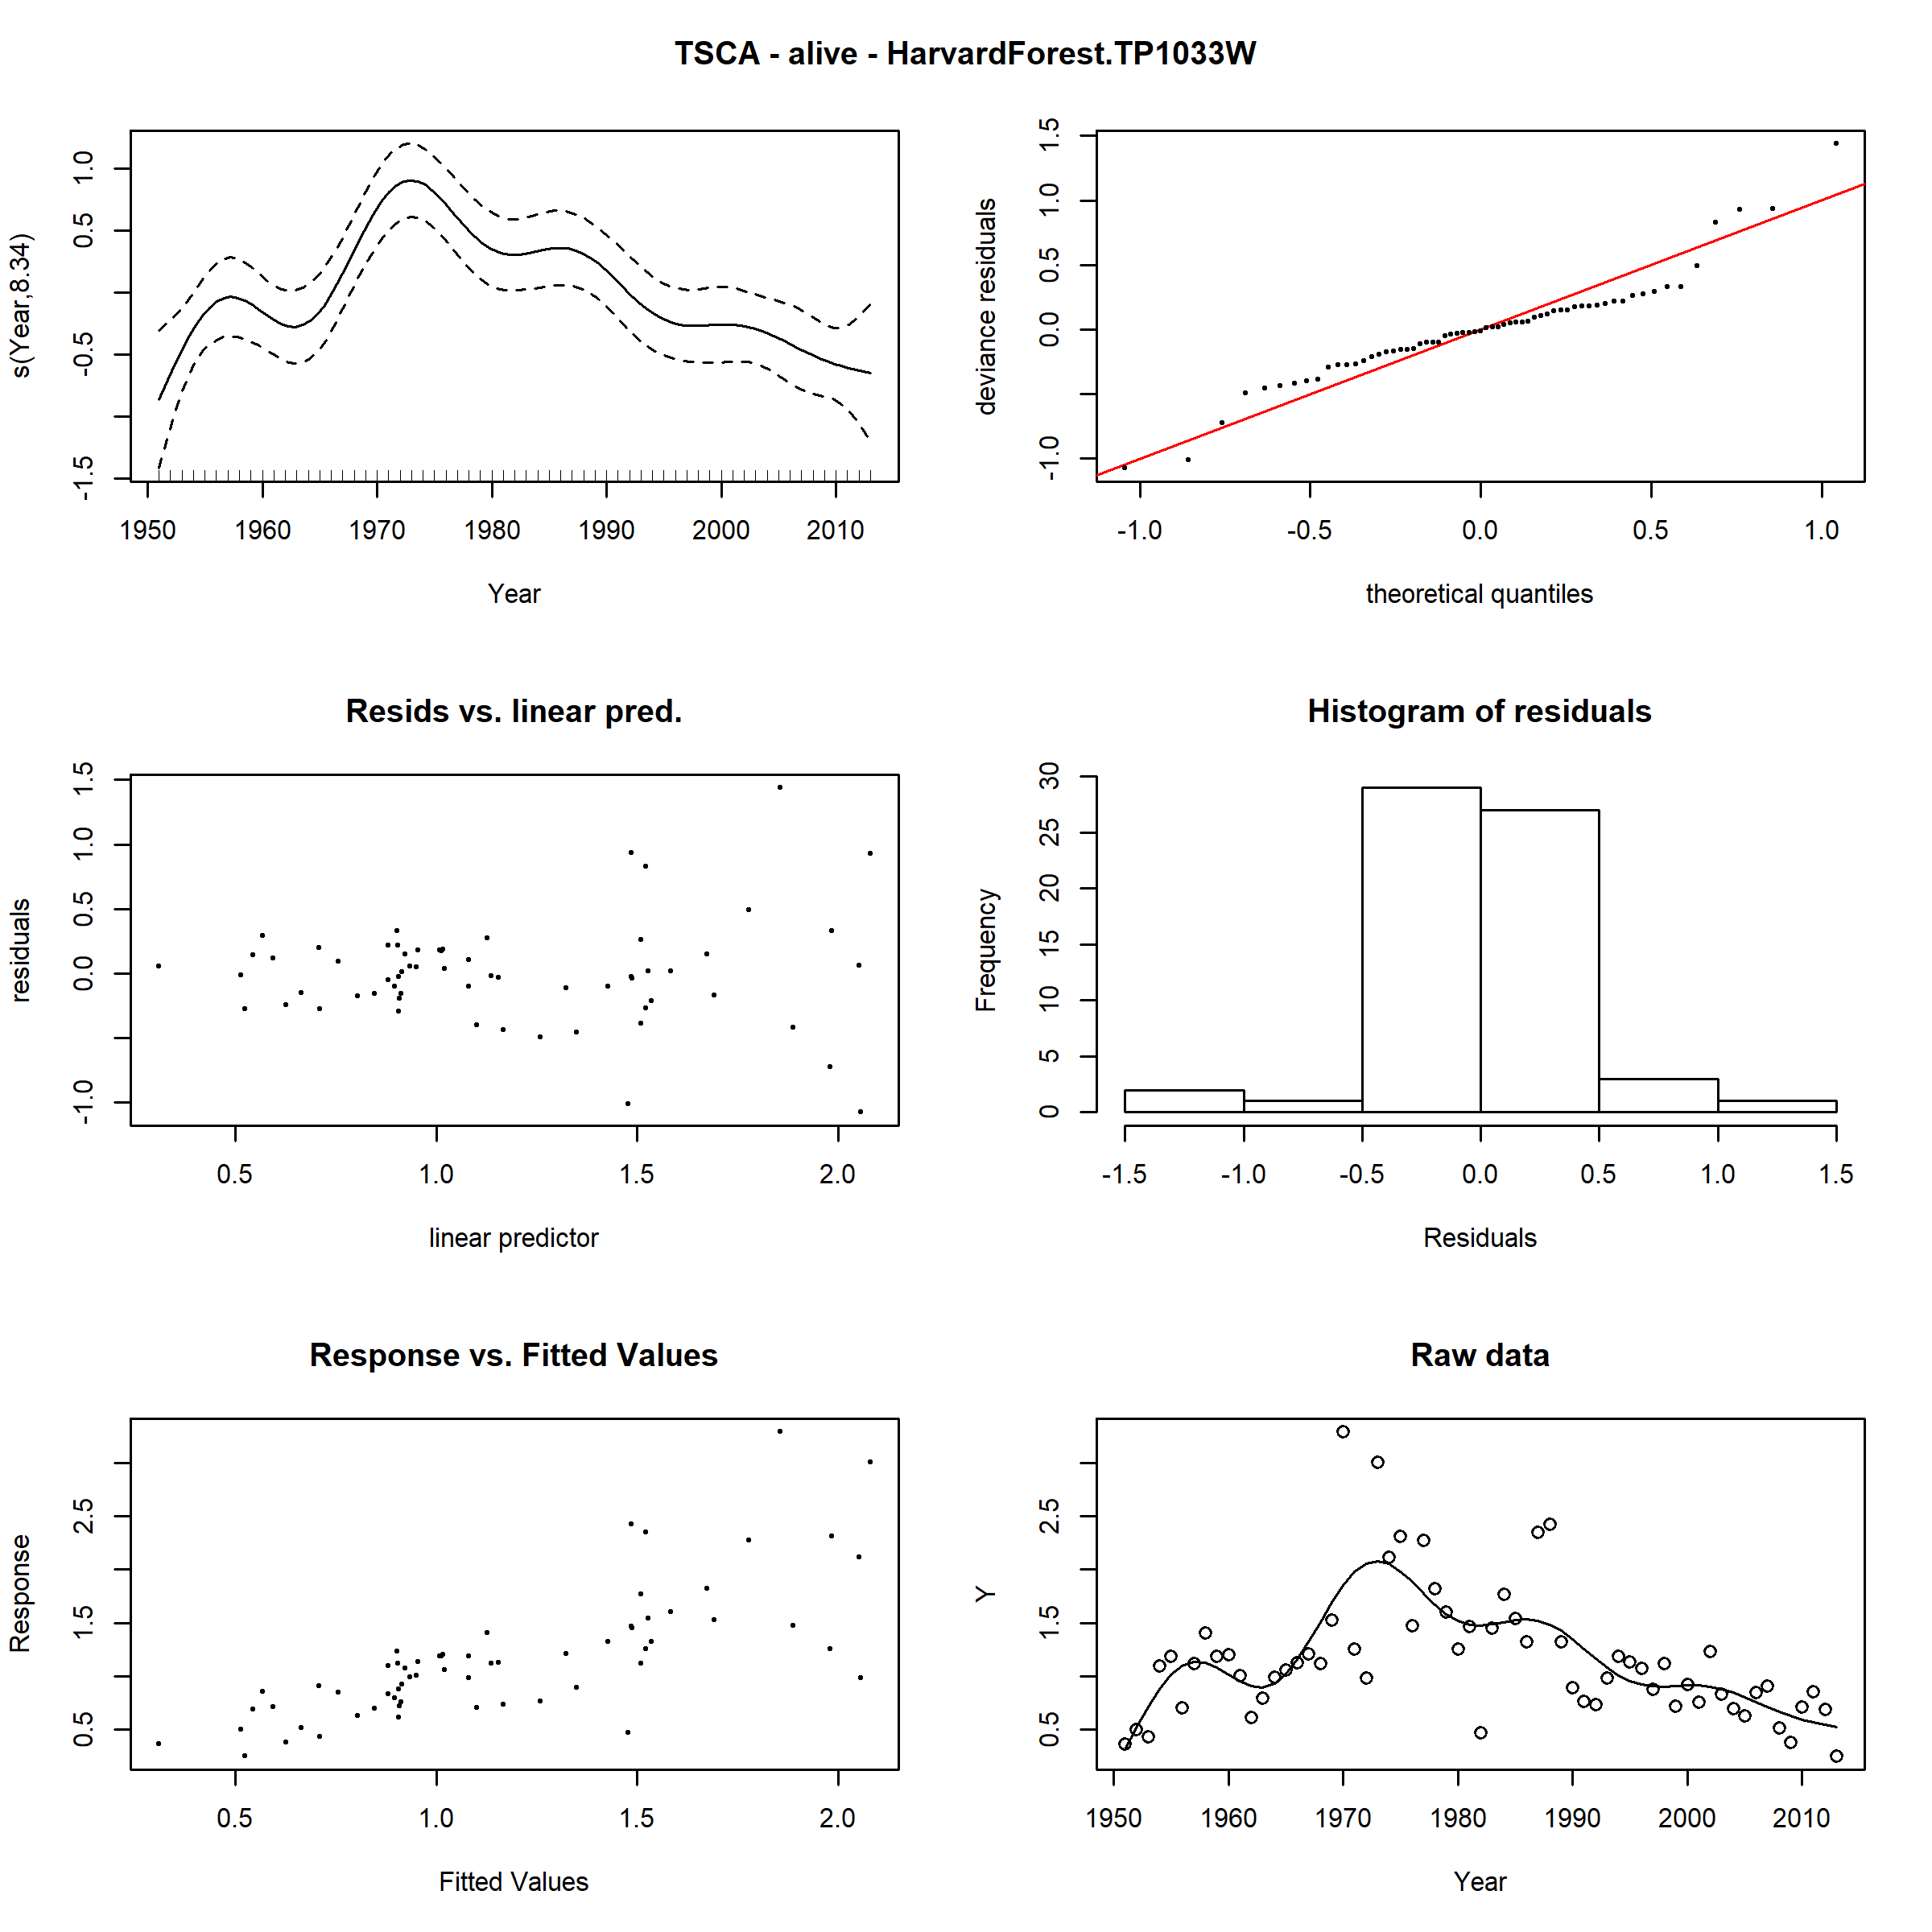 TSCA - alive - HarvardForest.TP1033W
s(Year,8.34)
1.0
0.5
-0.5
-1.5
1950 1960 1970 1980 1990 2000 2010
Year
deviance residuals
1.5
1.0
0.5
0.0
-1.0
-1.0 -0.5 0.0 0.5 1.0
theoretical quantiles
Resids vs. linear pred.
residuals
1.5
1.0
0.5
0.0
-1.0
0.5 1.0 1.5 2.0
linear predictor
Histogram of residuals
Frequency
30
25
20
15
10
5
0
-1.5 -1.0 -0.5 0.0 0.5 1.0 1.5
Residuals
Response vs. Fitted Values
Response
2.5
1.5
0.5
0.5 1.0 1.5 2.0
Fitted Values
Raw data
Y
2.5
1.5
0.5
1950 1960 1970 1980 1990 2000 2010
Year